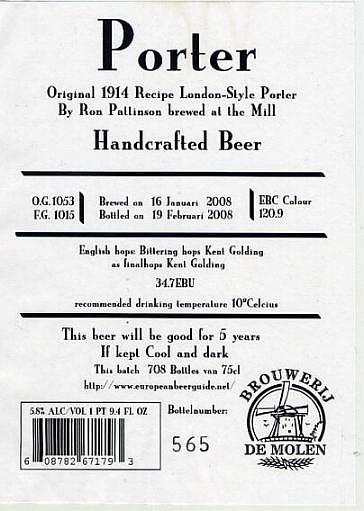 Porter
Original 1914 Recipe London-Style Porter
By Ron Pattinson brewed at the Mill
Handcrafted Beer
O.G. 1053
F.G. 1015
Brewed on 16 Januari 2008
Bottled on 19 Februari 2008
EBC Colour
120.9
English hops: Bittering hops Kent Golding
as finalhops Kent Golding
34.7EBU
recommended drinking temperature 10°Celcius
This beer will be good for 5 years
If kept Cool and dark
This batch 708 Bottles van 75cl
http://www.europeanbeerguide.net/
5.8% ALC/VOL 1 PT 9.4 FL OZ
6 08782 67179 3
Bottelnumber:
565
BROUWERIJ
DE MOLEN